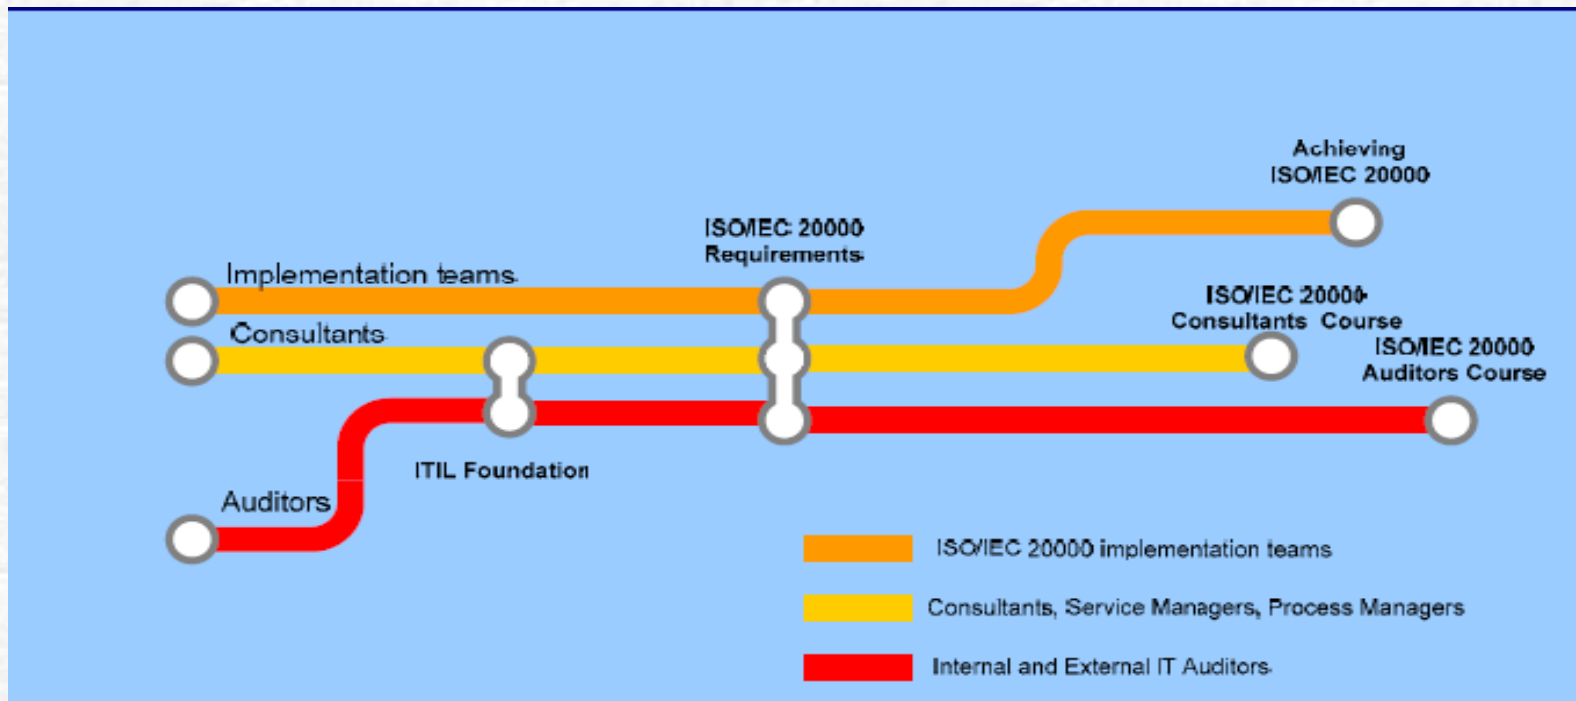 Achieving
ISO/IEC 20000
ISO/IEC 20000
Requirements
Implementation teams
ISO/IEC 20000
Consultants Course
Consultants
ISO/IEC 20000
Auditors Course
ITIL Foundation
Auditors
ISO/IEC 20000 implementation teams
Consultants, Service Managers, Process Managers
Internal and External IT Auditors